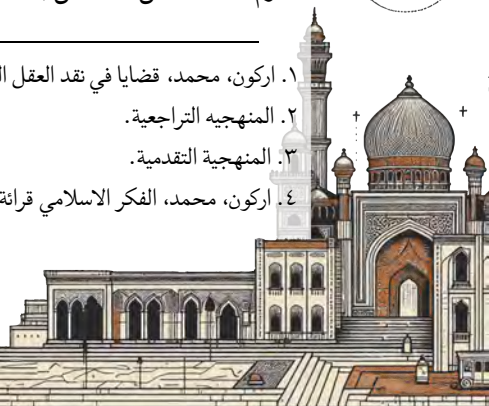 ١. اركون، محمد، قضايا في نقد العقل
٢. المنهجيه التراجعية.
٣. المنهجية التقدمية.
٤. اركون، محمد، الفكر الاسلامي قرائة